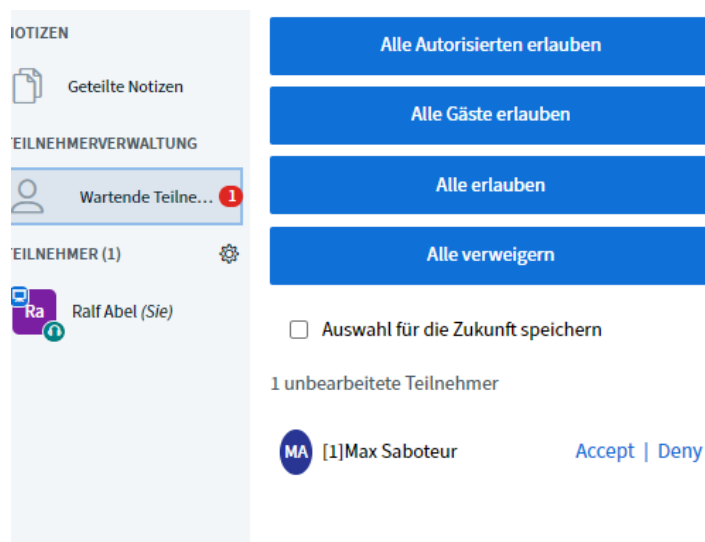 NOTIZEN
Geteilte Notizen
TEILNEHMERVERWALTUNG
Wartende Teilne... 1
TEILNEHMER (1)
Ra Ralf Abel (Sie)
Alle Autorisierten erlauben
Alle Gäste erlauben
Alle erlauben
Alle verweigern
Auswahl für die Zukunft speichern
1 unbearbeitete Teilnehmer
MA [1]Max Saboteur Accept | Deny